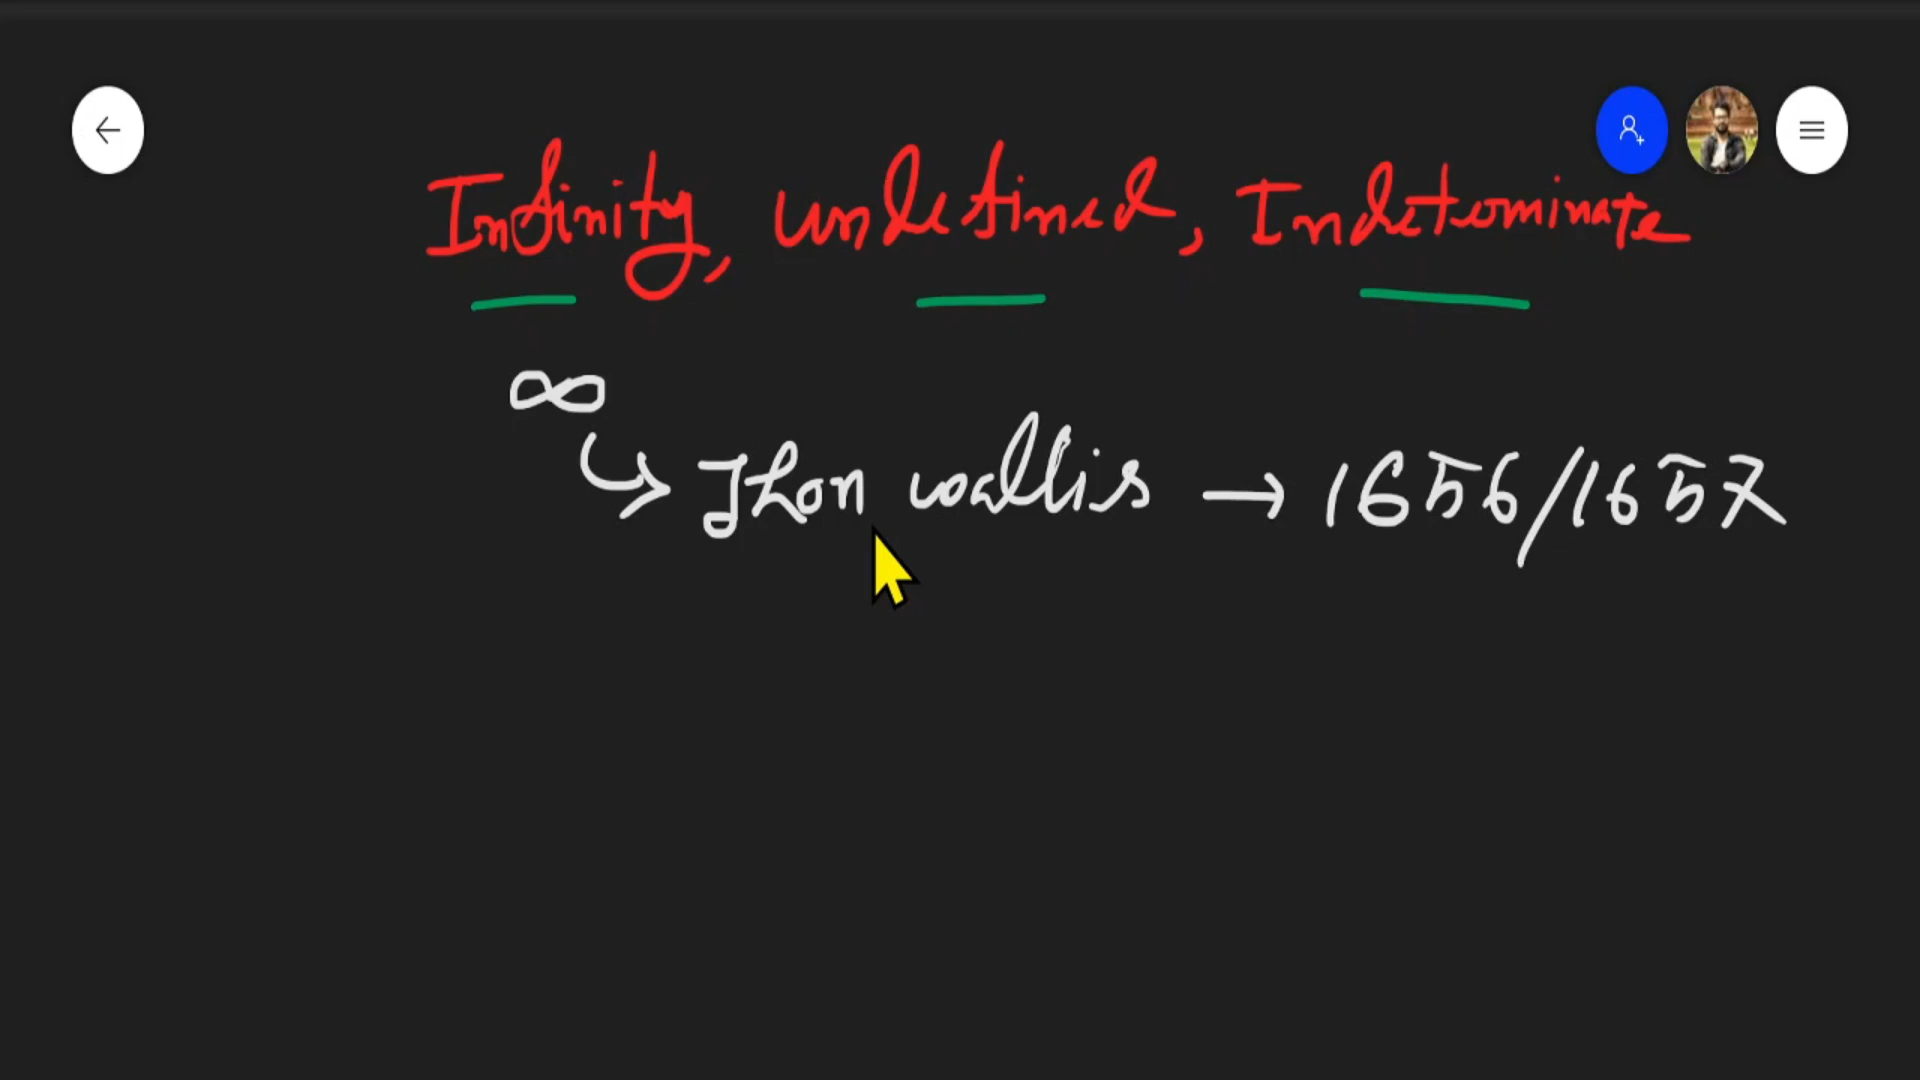 Infinity, undefined, Indeterminate
∞
↳ Jhon wallis → 1656/1657